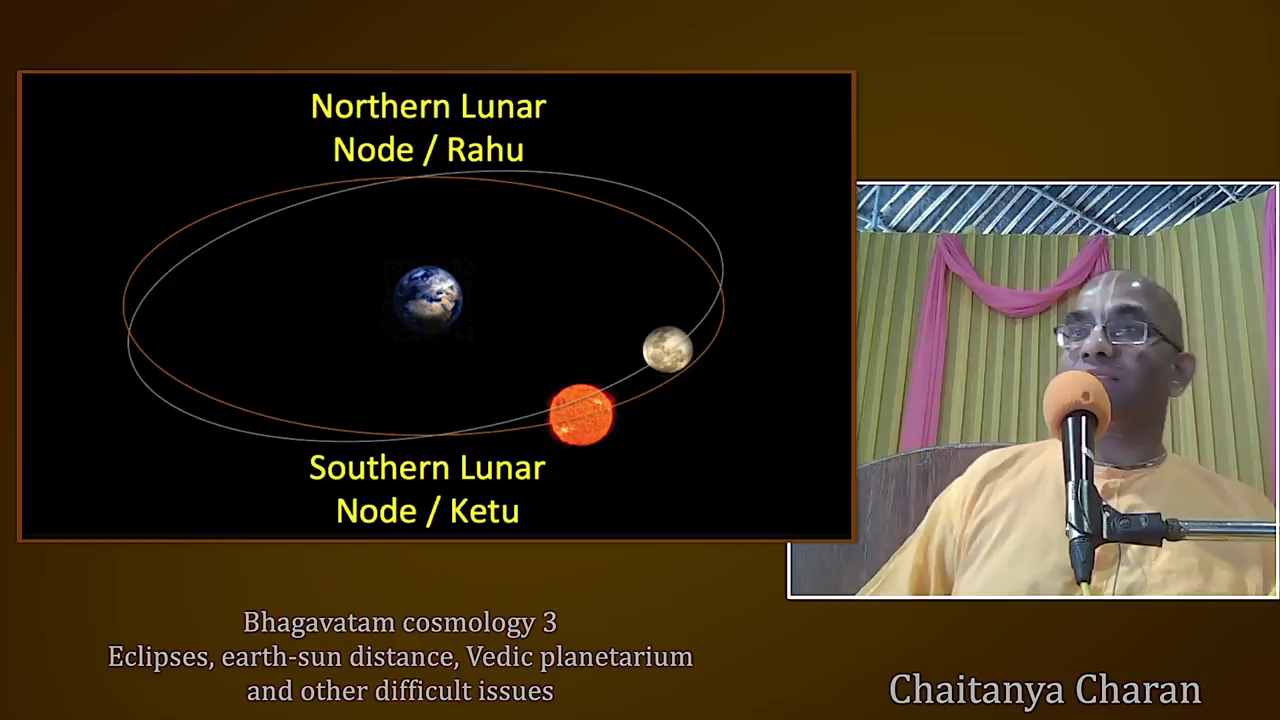 Northern Lunar
Node / Rahu
Southern Lunar
Node / Ketu
Bhagavatam cosmology 3
Eclipses, earth-sun distance, Vedic planetarium
and other difficult issues
Chaitanya Charan